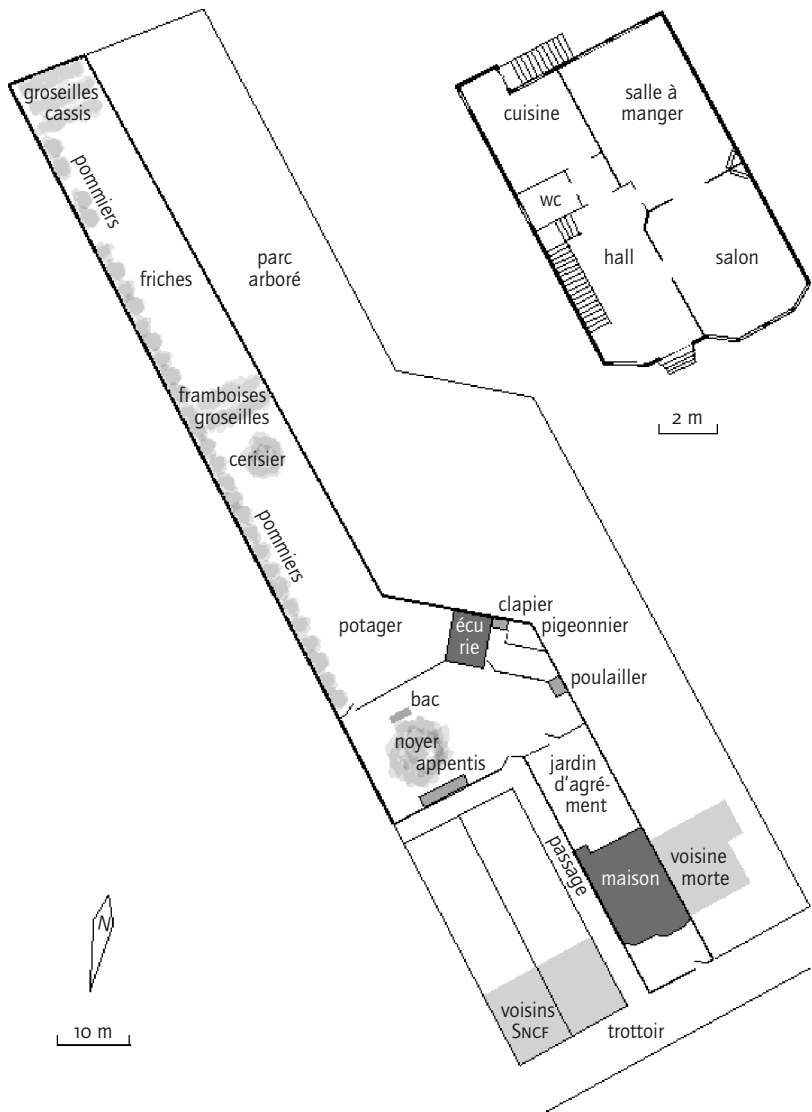 groseilles
cassis
pommiers
friches
parc
arboré
framboises
groseilles
cerisier
pommiers
potager
écu
rie
clapier
pigeonnier
poulailler
bac
noyer
appentis
jardin
d'agré-
ment
passage
maison
voisine
morte
voisins
SNCF
trottoir
N
10 m
cuisine
salle à
manger
wc
hall
salon
2 m